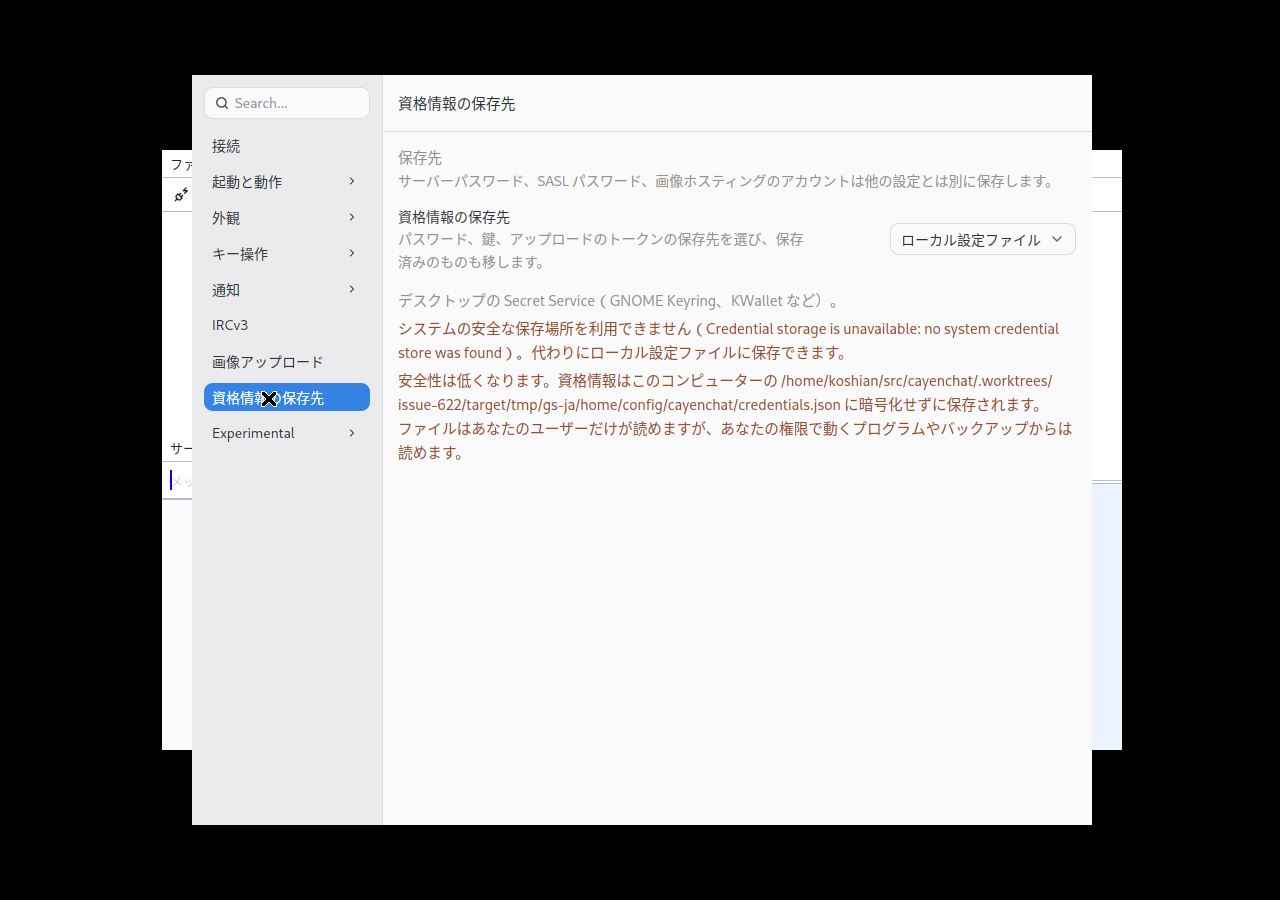 Search...
接続
起動と動作
外観
キー操作
通知
IRCv3
画像アップロード
資格情 保存先
Experimental
資格情報の保存先
保存先
サーバーパスワード、SASL パスワード、画像ホスティングのアカウントは他の設定とは別に保存します。
資格情報の保存先
パスワード、鍵、アップロードのトークンの保存先を選び、保存
済みのものも移します。
ローカル設定ファイル
デスクトップの Secret Service（GNOME Keyring、KWallet など）。
システムの安全な保存場所を利用できません（Credential storage is unavailable: no system credential
store was found）。代わりにローカル設定ファイルに保存できます。
安全性は低くなります。資格情報はこのコンピューターの /home/koshian/src/cayenchat/.worktrees/
issue-622/target/tmp/gs-ja/home/config/cayenchat/credentials.json に暗号化せずに保存されます。
ファイルはあなたのユーザーだけが読めますが、あなたの権限で動くプログラムやバックアップからは
読めます。
ファ
サー
メッ